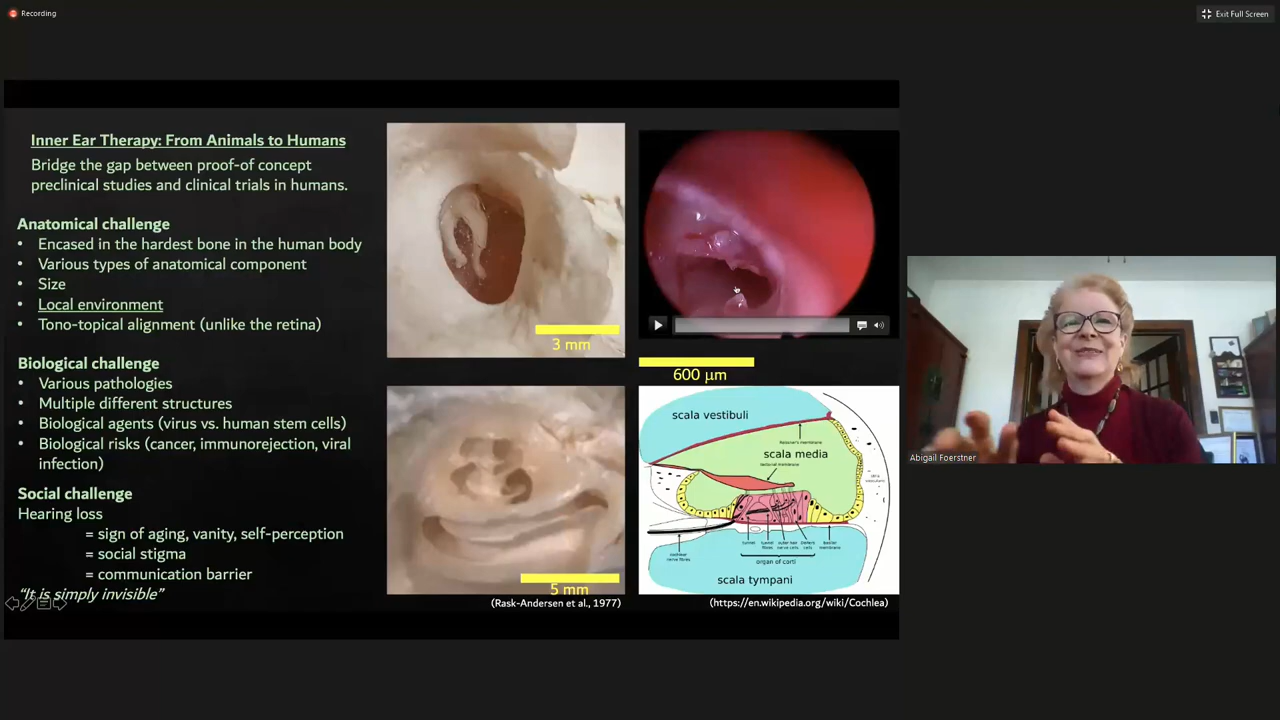 Recording
Exit Full Screen
Inner Ear Therapy: From Animals to Humans
Bridge the gap between proof-of concept
preclinical studies and clinical trials in humans.
Anatomical challenge
• Encased in the hardest bone in the human body
• Various types of anatomical component
• Size
• Local environment
• Tono-topical alignment (unlike the retina)
Biological challenge
• Various pathologies
• Multiple different structures
• Biological agents (virus vs. human stem cells)
• Biological risks (cancer, immunorejection, viral
infection)
Social challenge
Hearing loss
= sign of aging, vanity, self-perception
= social stigma
= communication barrier
“It is simply invisible”
3 mm
600 μm
5 mm
(Rask-Andersen et al., 1977)
scala vestibuli
Reissner's membrane
scala media
tectorial membrane
organ of corti
scala tympani
(https://en.wikipedia.org/wiki/Cochlea)
Abigail Foerstner